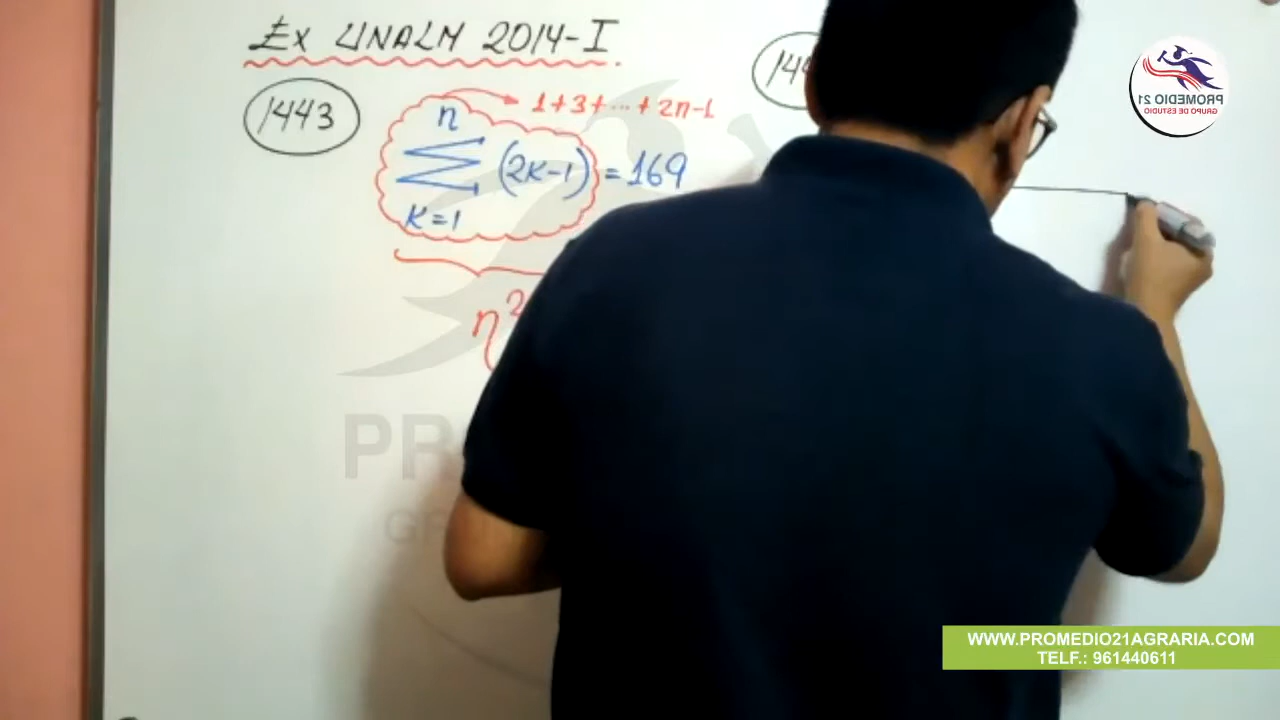 Ex UNALM 2014-I
1443
1+3+...+2n-1
n
∑ (2K-1) = 169
K=1
n²
PROMEDIO 21
GRUPO DE ESTUDIO
WWW.PROMEDIO21AGRARIA.COM
TELF.: 961440611